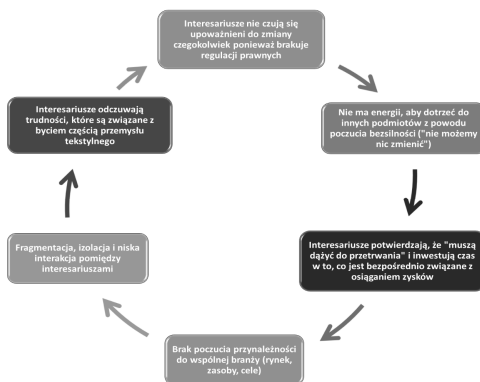 Interesariusze nie czują się
upoważnieni do zmiany
czegokolwiek ponieważ brakuje
regulacji prawnych
Nie ma energii, aby dotrzeć do
innych podmiotów z powodu
poczucia bezsilności ("nie możemy
nic zmienić")
Interesariusze potwierdzają, że "muszą
dążyć do przetrwania" i inwestują czas
w to, co jest bezpośrednio związane z
osiąganiem zysków
Brak poczucia przynależności
do wspólnej branży (rynek,
zasoby, cele)
Fragmentacja, izolacja i niska
interakcja pomiędzy
interesariuszami
Interesariusze odczuwają
trudności, które są związane z
byciem częścią przemysłu
tekstylnego